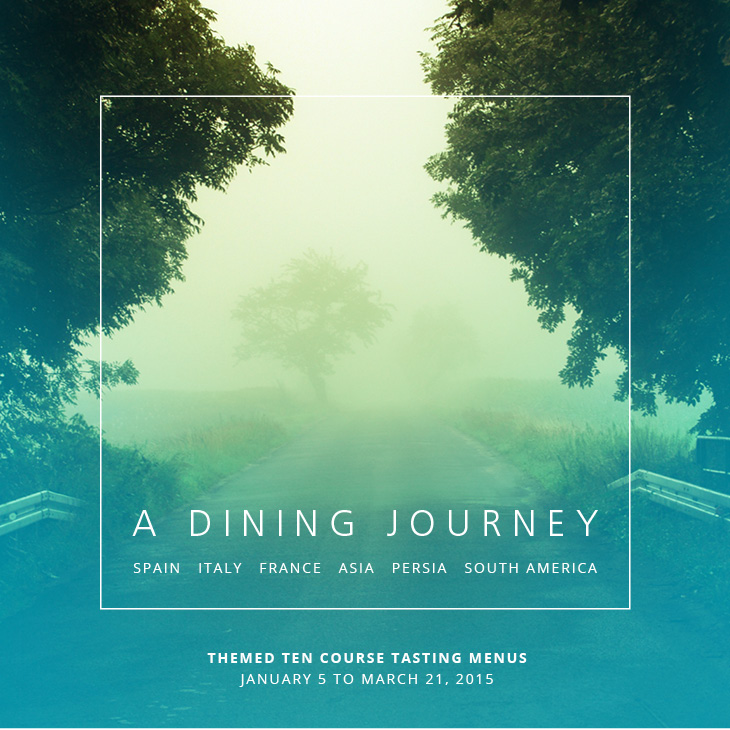 A DINING JOURNEY
SPAIN ITALY FRANCE ASIA PERSIA SOUTH AMERICA
THEMED TEN COURSE TASTING MENUS
JANUARY 5 TO MARCH 21, 2015